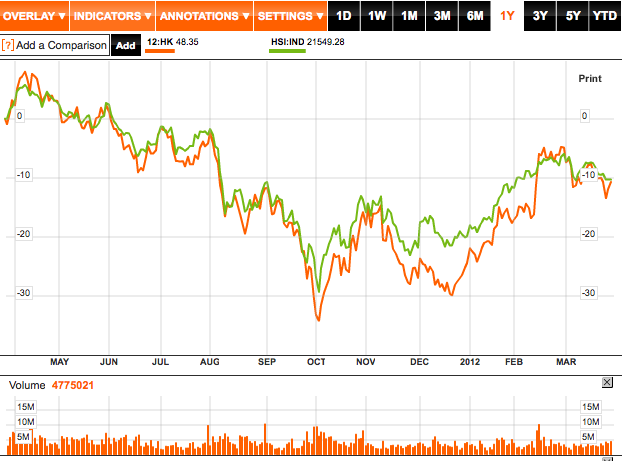 OVERLAY ▼ INDICATORS ▼ ANNOTATIONS ▼ SETTINGS ▼ 1D 1W 1M 3M 6M 1Y 3Y 5Y YTD
[?] Add a Comparison Add 12:HK 48.35 HSI:IND 21549.28
Print
0 0
-10 -10
-20 -20
-30 -30
MAY JUN JUL AUG SEP OCT NOV DEC 2012 FEB MAR
Volume 4775021 X
15M 15M
10M 10M
5M 5M